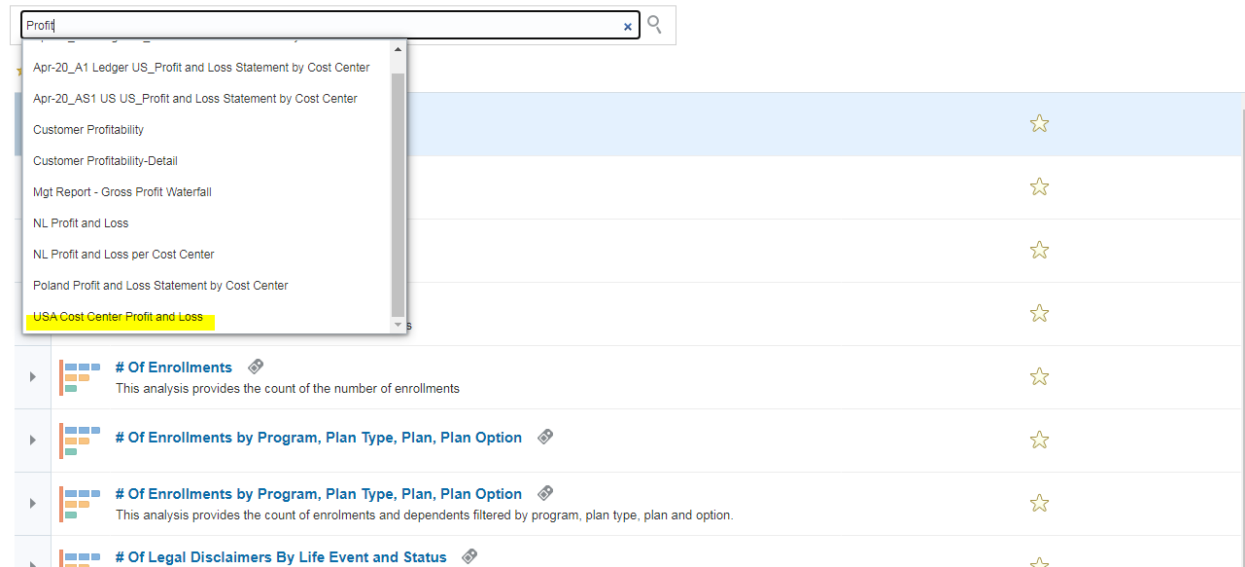 Profit
Apr-20_A1 Ledger US_Profit and Loss Statement by Cost Center
Apr-20_AS1 US US_Profit and Loss Statement by Cost Center
Customer Profitability
Customer Profitability-Detail
Mgt Report - Gross Profit Waterfall
NL Profit and Loss
NL Profit and Loss per Cost Center
Poland Profit and Loss Statement by Cost Center
USA Cost Center Profit and Loss
# Of Enrollments
This analysis provides the count of the number of enrollments
# Of Enrollments by Program, Plan Type, Plan, Plan Option
# Of Enrollments by Program, Plan Type, Plan, Plan Option
This analysis provides the count of enrolments and dependents filtered by program, plan type, plan and option.
# Of Legal Disclaimers By Life Event and Status